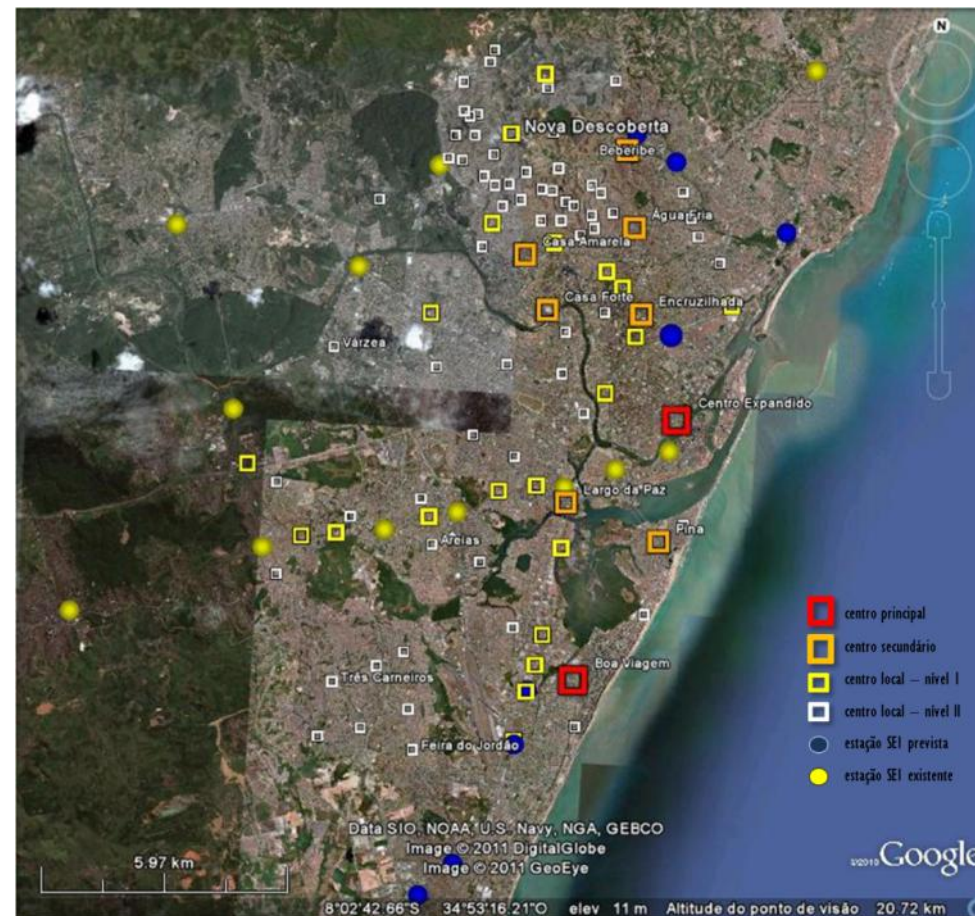 N
Nova Descoberta
Beberibe
Água Fria
Casa Amarela
Casa Forte
Encruzilhada
Várzea
Centro Expandido
Largo da Paz
Pina
Areias
centro principal
centro secundário
Boa Viagem
Três Carneiros
centro local – nível I
centro local – nível II
Feira do Jordão
estação SEI prevista
estação SEI existente
Data SIO, NOAA, U.S. Navy, NGA, GEBCO
Image © 2011 DigitalGlobe
Image © 2011 GeoEye
5.97 km
©2010 Google
8°02'42.66"S 34°53'16.21"O elev 11 m Altitude do ponto de visão 20.72 km